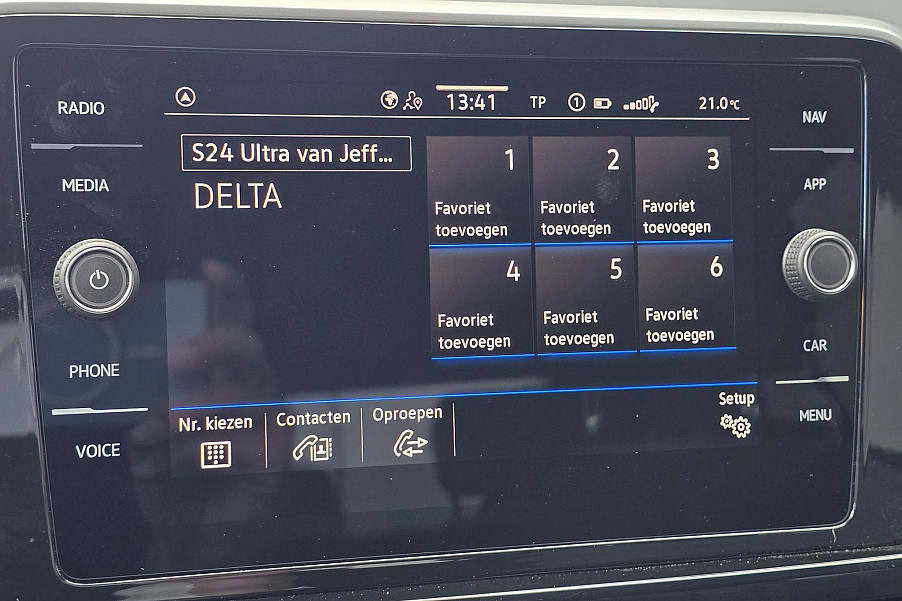 RADIO
MEDIA
PHONE
VOICE
13:41
TP
1
21.0°C
S24 Ultra van Jeff...
DELTA
1
Favoriet
toevoegen
2
Favoriet
toevoegen
3
Favoriet
toevoegen
4
Favoriet
toevoegen
5
Favoriet
toevoegen
6
Favoriet
toevoegen
Nr. kiezen
Contacten
Oproepen
Setup
NAV
APP
CAR
MENU